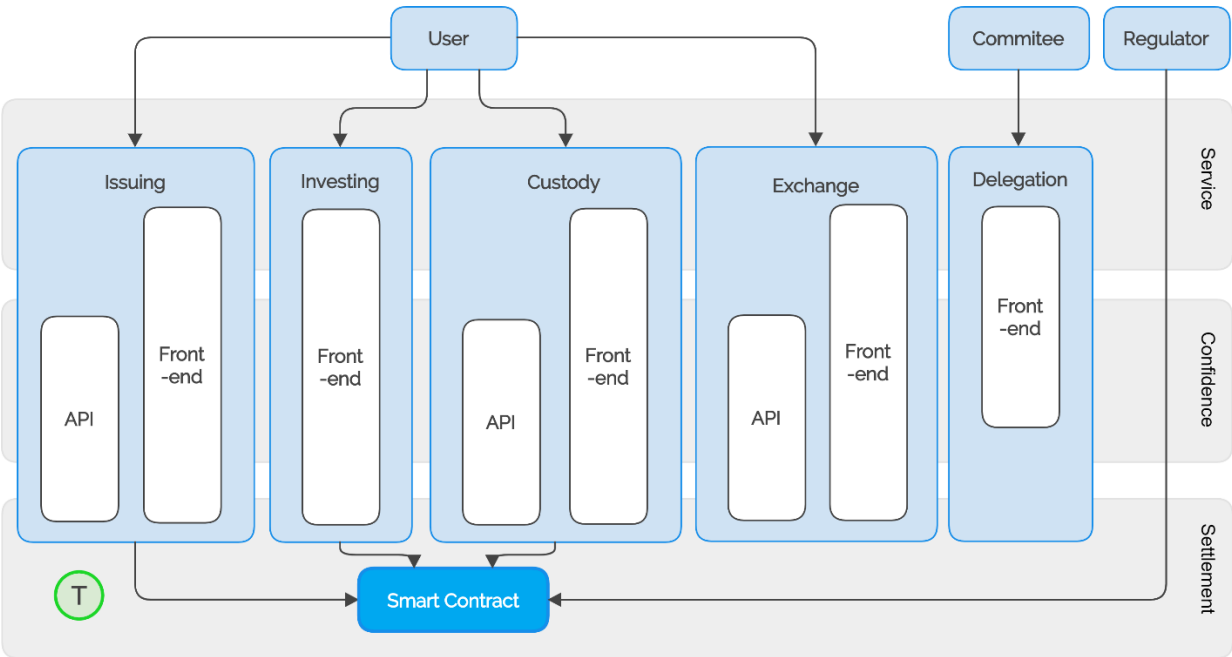 User
Commitee
Regulator
Service
Issuing
Investing
Custody
Exchange
Delegation
API
Front
-end
Front
-end
API
Front
-end
API
Front
-end
Front
-end
Confidence
Settlement
T
Smart Contract